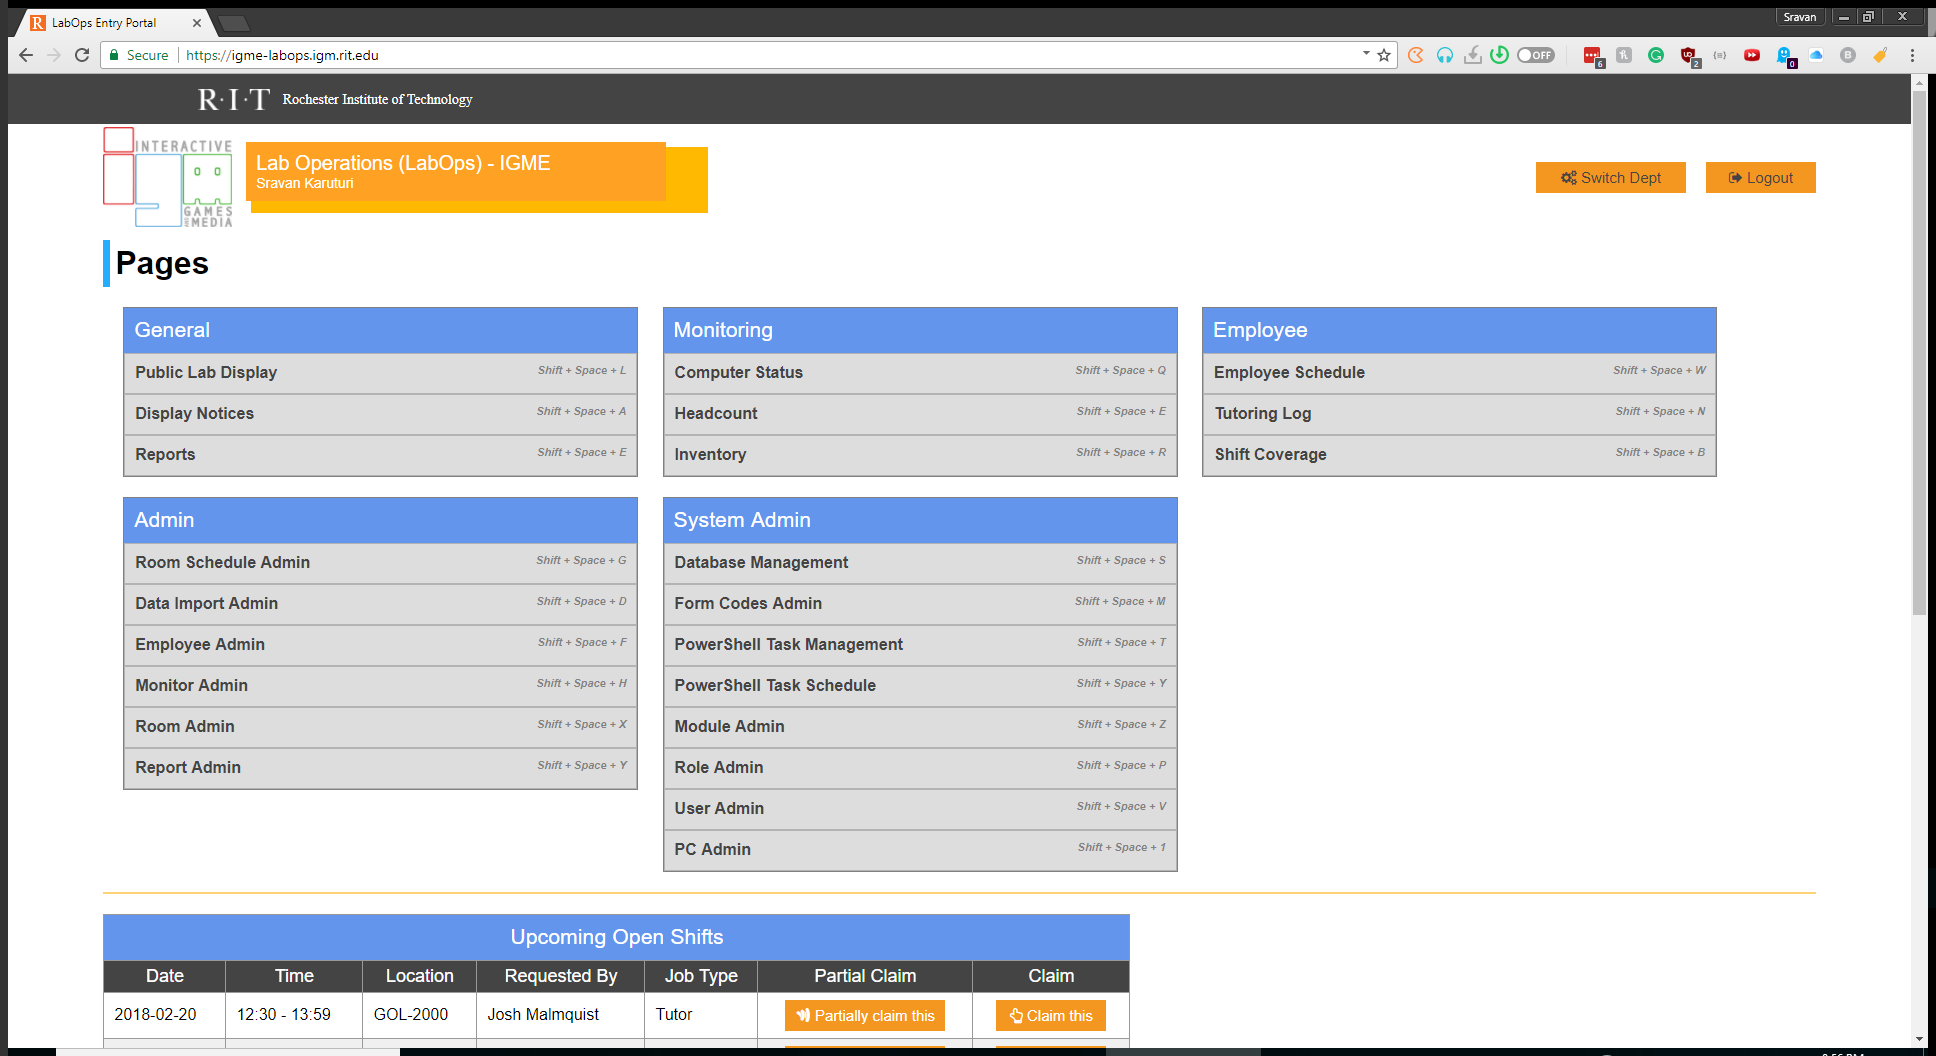 LabOps Entry Portal
Sravan
Secure https://igme-labops.igm.rit.edu
OFF
6
2
0
R·I·T Rochester Institute of Technology
INTERACTIVE
GAMES
AND MEDIA
Lab Operations (LabOps) - IGME
Sravan Karuturi
Switch Dept
Logout
Pages
General
Public Lab Display Shift + Space + L
Display Notices Shift + Space + A
Reports Shift + Space + E
Monitoring
Computer Status Shift + Space + Q
Headcount Shift + Space + E
Inventory Shift + Space + R
Employee
Employee Schedule Shift + Space + W
Tutoring Log Shift + Space + N
Shift Coverage Shift + Space + B
Admin
Room Schedule Admin Shift + Space + G
Data Import Admin Shift + Space + D
Employee Admin Shift + Space + F
Monitor Admin Shift + Space + H
Room Admin Shift + Space + X
Report Admin Shift + Space + Y
System Admin
Database Management Shift + Space + S
Form Codes Admin Shift + Space + M
PowerShell Task Management Shift + Space + T
PowerShell Task Schedule Shift + Space + Y
Module Admin Shift + Space + Z
Role Admin Shift + Space + P
User Admin Shift + Space + V
PC Admin Shift + Space + 1
Upcoming Open Shifts
Date Time Location Requested By Job Type Partial Claim Claim
2018-02-20 12:30 - 13:59 GOL-2000 Josh Malmquist Tutor Partially claim this Claim this